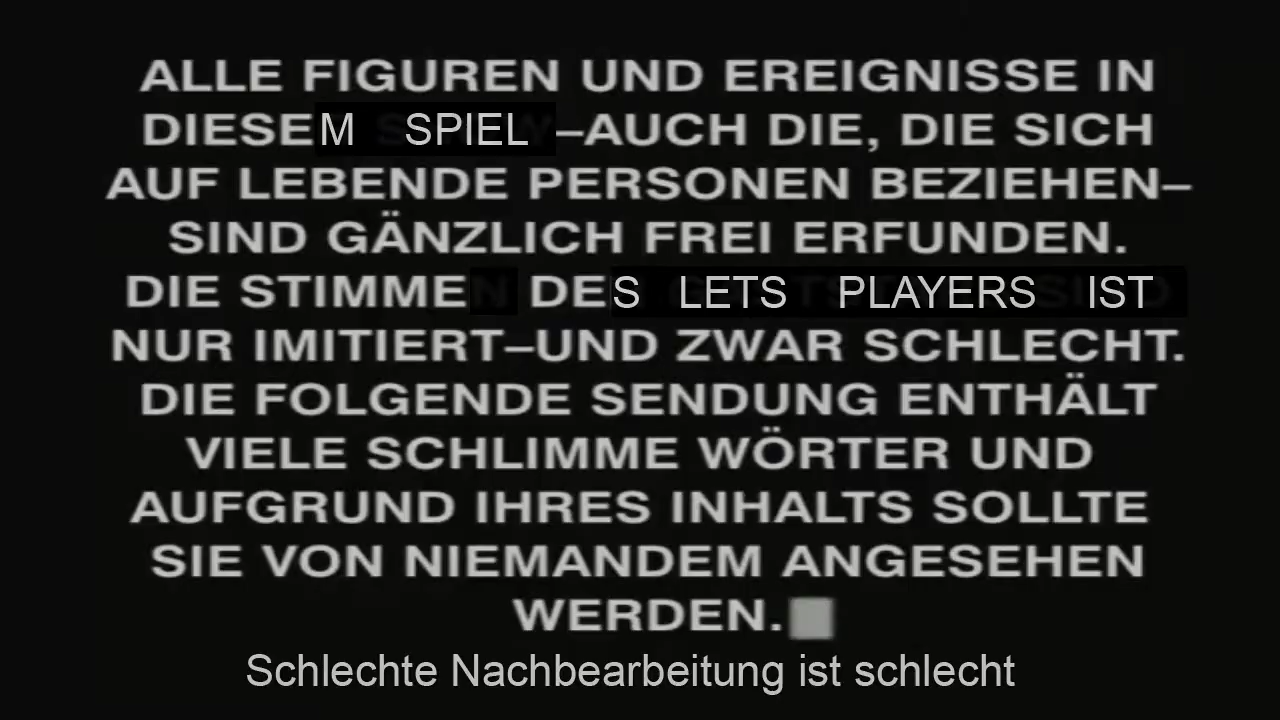 ALLE FIGUREN UND EREIGNISSE IN
DIESEM SPIEL –AUCH DIE, DIE SICH
AUF LEBENDE PERSONEN BEZIEHEN–
SIND GÄNZLICH FREI ERFUNDEN.
DIE STIMME DES LETS PLAYERS IST
NUR IMITIERT–UND ZWAR SCHLECHT.
DIE FOLGENDE SENDUNG ENTHÄLT
VIELE SCHLIMME WÖRTER UND
AUFGRUND IHRES INHALTS SOLLTE
SIE VON NIEMANDEM ANGESEHEN
WERDEN.
Schlechte Nachbearbeitung ist schlecht